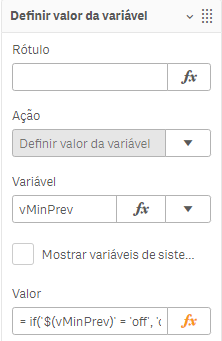 Definir valor da variável
Rótulo
fx
Ação
Definir valor da variável
Variável
vMinPrev
fx
Mostrar variáveis de siste...
Valor
= if('$(vMinPrev)' = 'off', '
fx